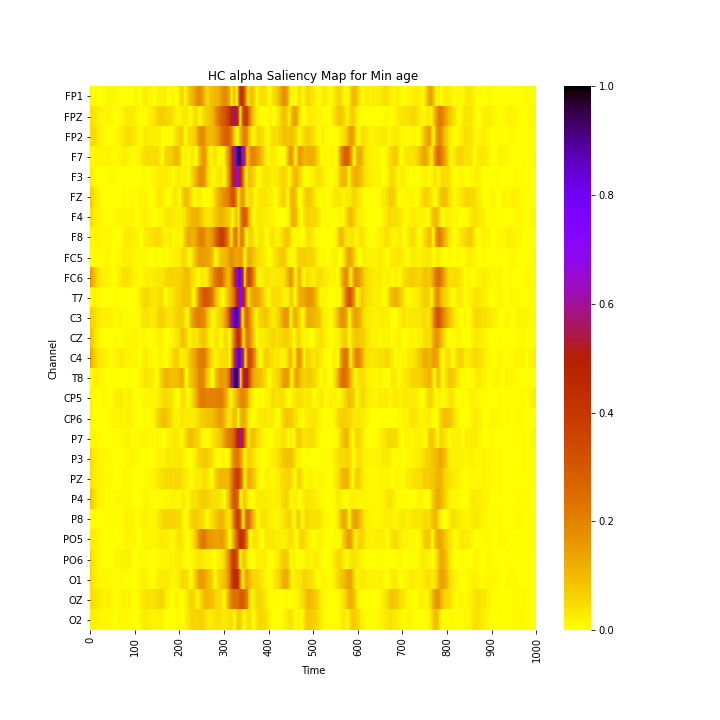 HC alpha Saliency Map for Min age
Channel
FP1
FPZ
FP2
F7
F3
FZ
F4
F8
FC5
FC6
T7
C3
CZ
C4
T8
CP5
CP6
P7
P3
PZ
P4
P8
PO5
PO6
O1
OZ
O2
0 100 200 300 400 500 600 700 800 900 1000
Time
1.0
0.8
0.6
0.4
0.2
0.0